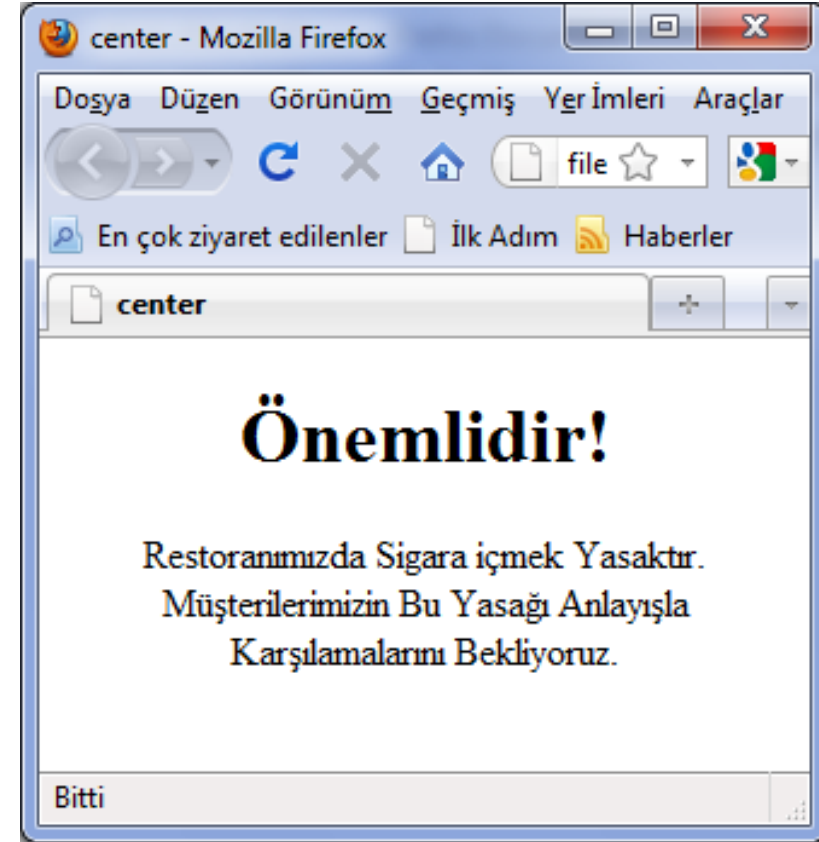 center - Mozilla Firefox
Dosya Düzen Görünüm Geçmiş Yer İmleri Araçlar
file
En çok ziyaret edilenler İlk Adım Haberler
center
Önemlidir!
Restoranımızda Sigara içmek Yasaktır.
Müşterilerimizin Bu Yasağı Anlayışla
Karşılamalarını Bekliyoruz.
Bitti